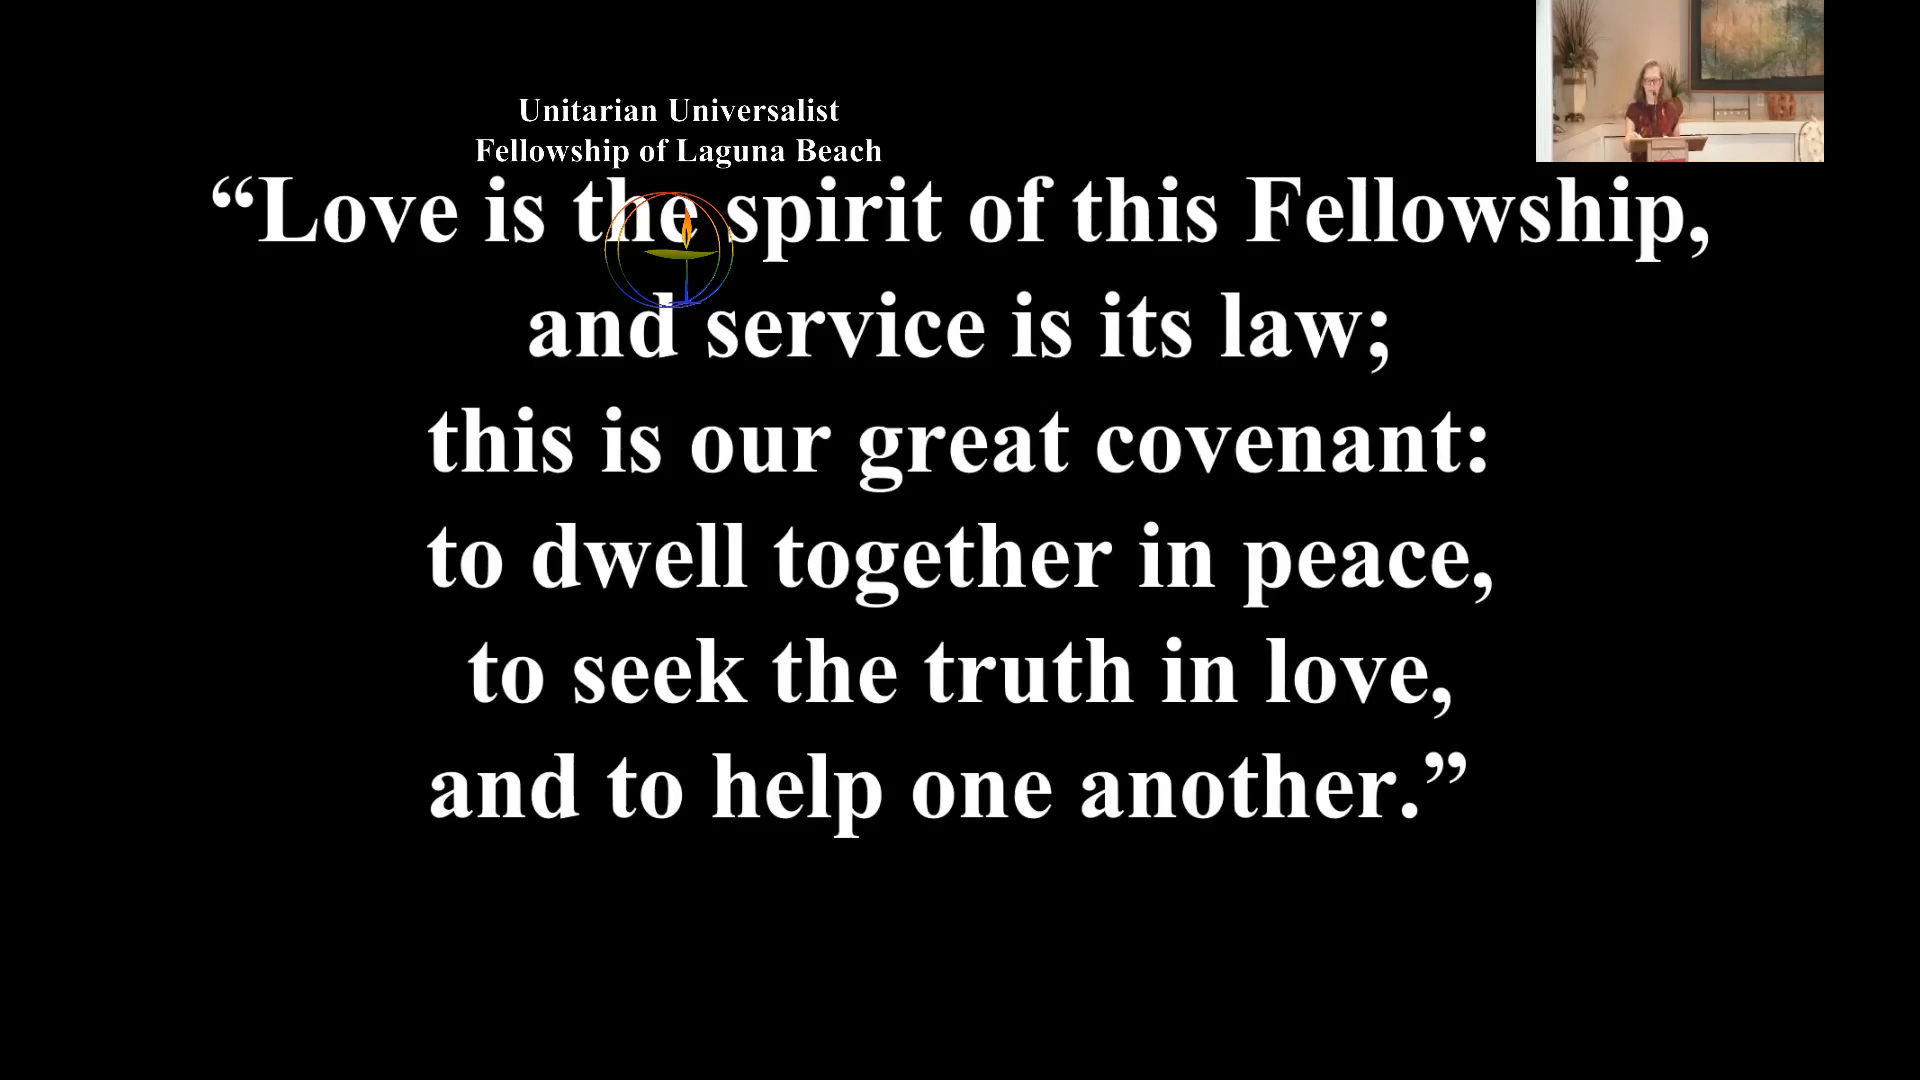 Unitarian Universalist
Fellowship of Laguna Beach
“Love is the spirit of this Fellowship,
and service is its law;
this is our great covenant:
to dwell together in peace,
to seek the truth in love,
and to help one another.”